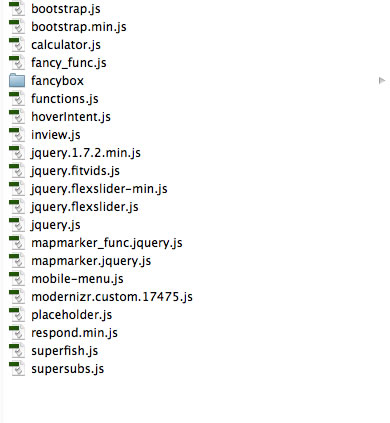 bootstrap.js
bootstrap.min.js
calculator.js
fancy_func.js
fancybox
functions.js
hoverIntent.js
inview.js
jquery.1.7.2.min.js
jquery.fitvids.js
jquery.flexslider-min.js
jquery.flexslider.js
jquery.js
mapmarker_func.jquery.js
mapmarker.jquery.js
mobile-menu.js
modernizr.custom.17475.js
placeholder.js
respond.min.js
superfish.js
supersubs.js